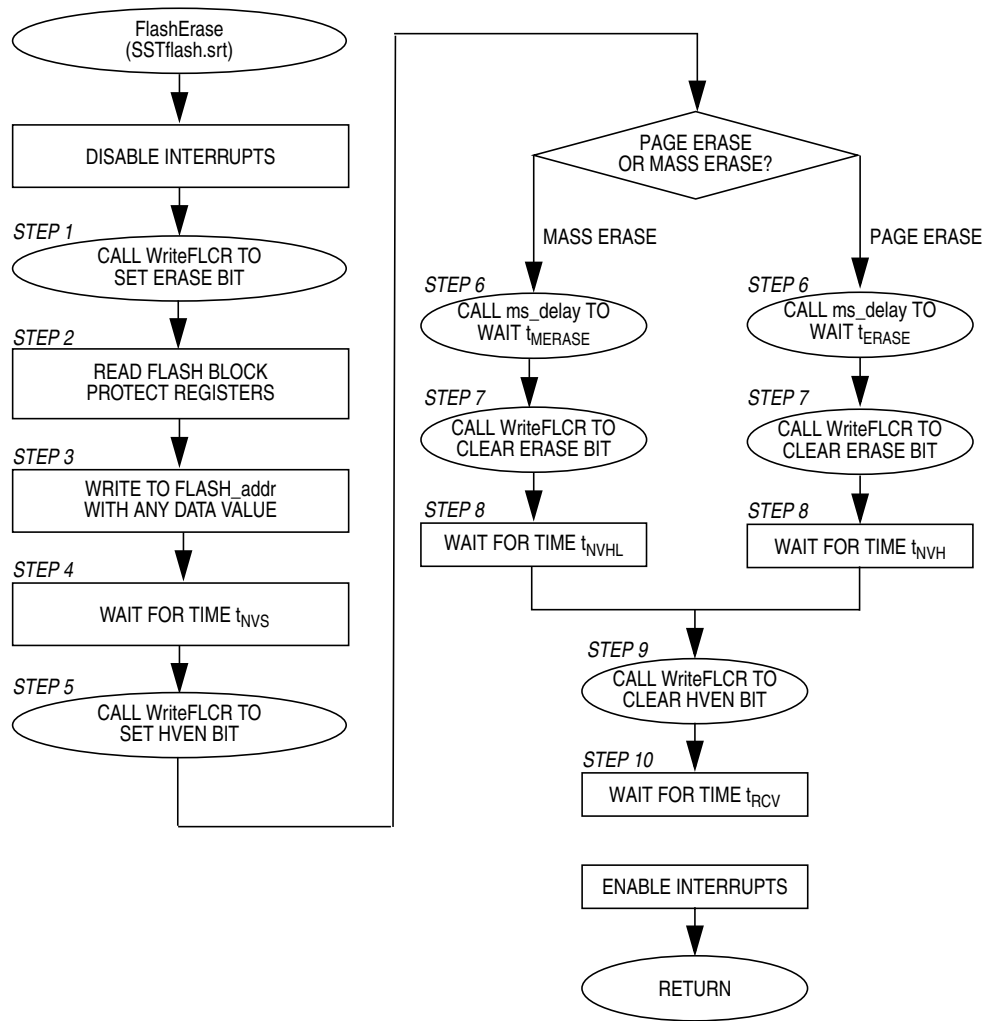 FlashErase
(SSTflash.srt)
DISABLE INTERRUPTS
STEP 1
CALL WriteFLCR TO
SET ERASE BIT
STEP 2
READ FLASH BLOCK
PROTECT REGISTERS
STEP 3
WRITE TO FLASH_addr
WITH ANY DATA VALUE
STEP 4
WAIT FOR TIME tNVS
STEP 5
CALL WriteFLCR TO
SET HVEN BIT
PAGE ERASE
OR MASS ERASE?
MASS ERASE
STEP 6
CALL ms_delay TO
WAIT tMERASE
STEP 7
CALL WriteFLCR TO
CLEAR ERASE BIT
STEP 8
WAIT FOR TIME tNVHL
PAGE ERASE
STEP 6
CALL ms_delay TO
WAIT tERASE
STEP 7
CALL WriteFLCR TO
CLEAR ERASE BIT
STEP 8
WAIT FOR TIME tNVH
STEP 9
CALL WriteFLCR TO
CLEAR HVEN BIT
STEP 10
WAIT FOR TIME tRCV
ENABLE INTERRUPTS
RETURN